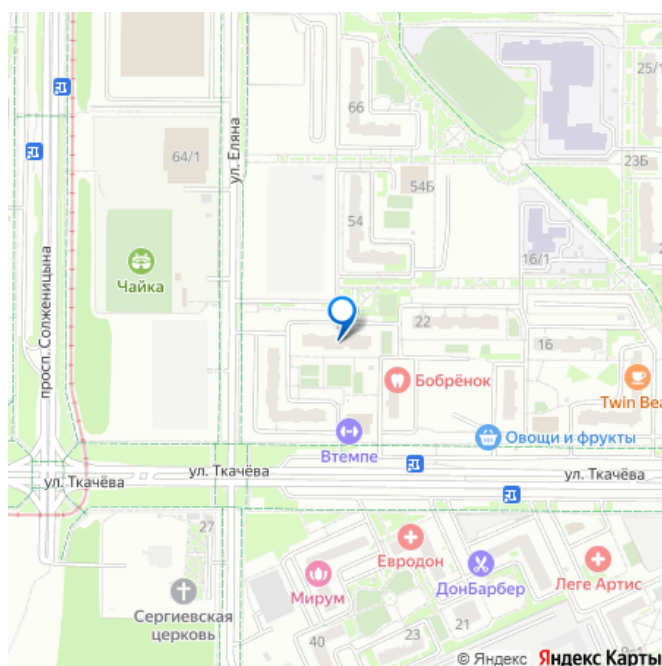 25/1
66
64/1
ул. Еляна
23Б
54Б
54
16/1
просп. Солженицына
Чайка
22
16
Бобрёнок
Twin Bea
Втемпе
Овощи и фрукты
ул. Ткачёва
ул. Ткачёва
ул. Ткачёва
27
Евродон
Мирум
ДонБарбер
Леге Артис
Сергиевская
церковь
40
23
21
© Яндекс Яндекс Карты